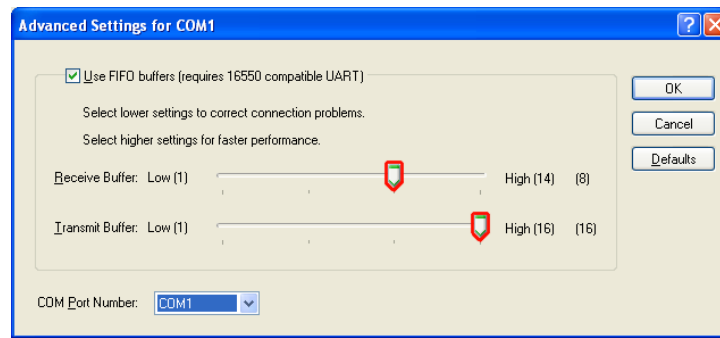 Advanced Settings for COM1
Use FIFO buffers (requires 16550 compatible UART)
Select lower settings to correct connection problems.
Select higher settings for faster performance.
Receive Buffer: Low (1) High (14) (8)
Transmit Buffer: Low (1) High (16) (16)
COM Port Number: COM1
OK
Cancel
Defaults